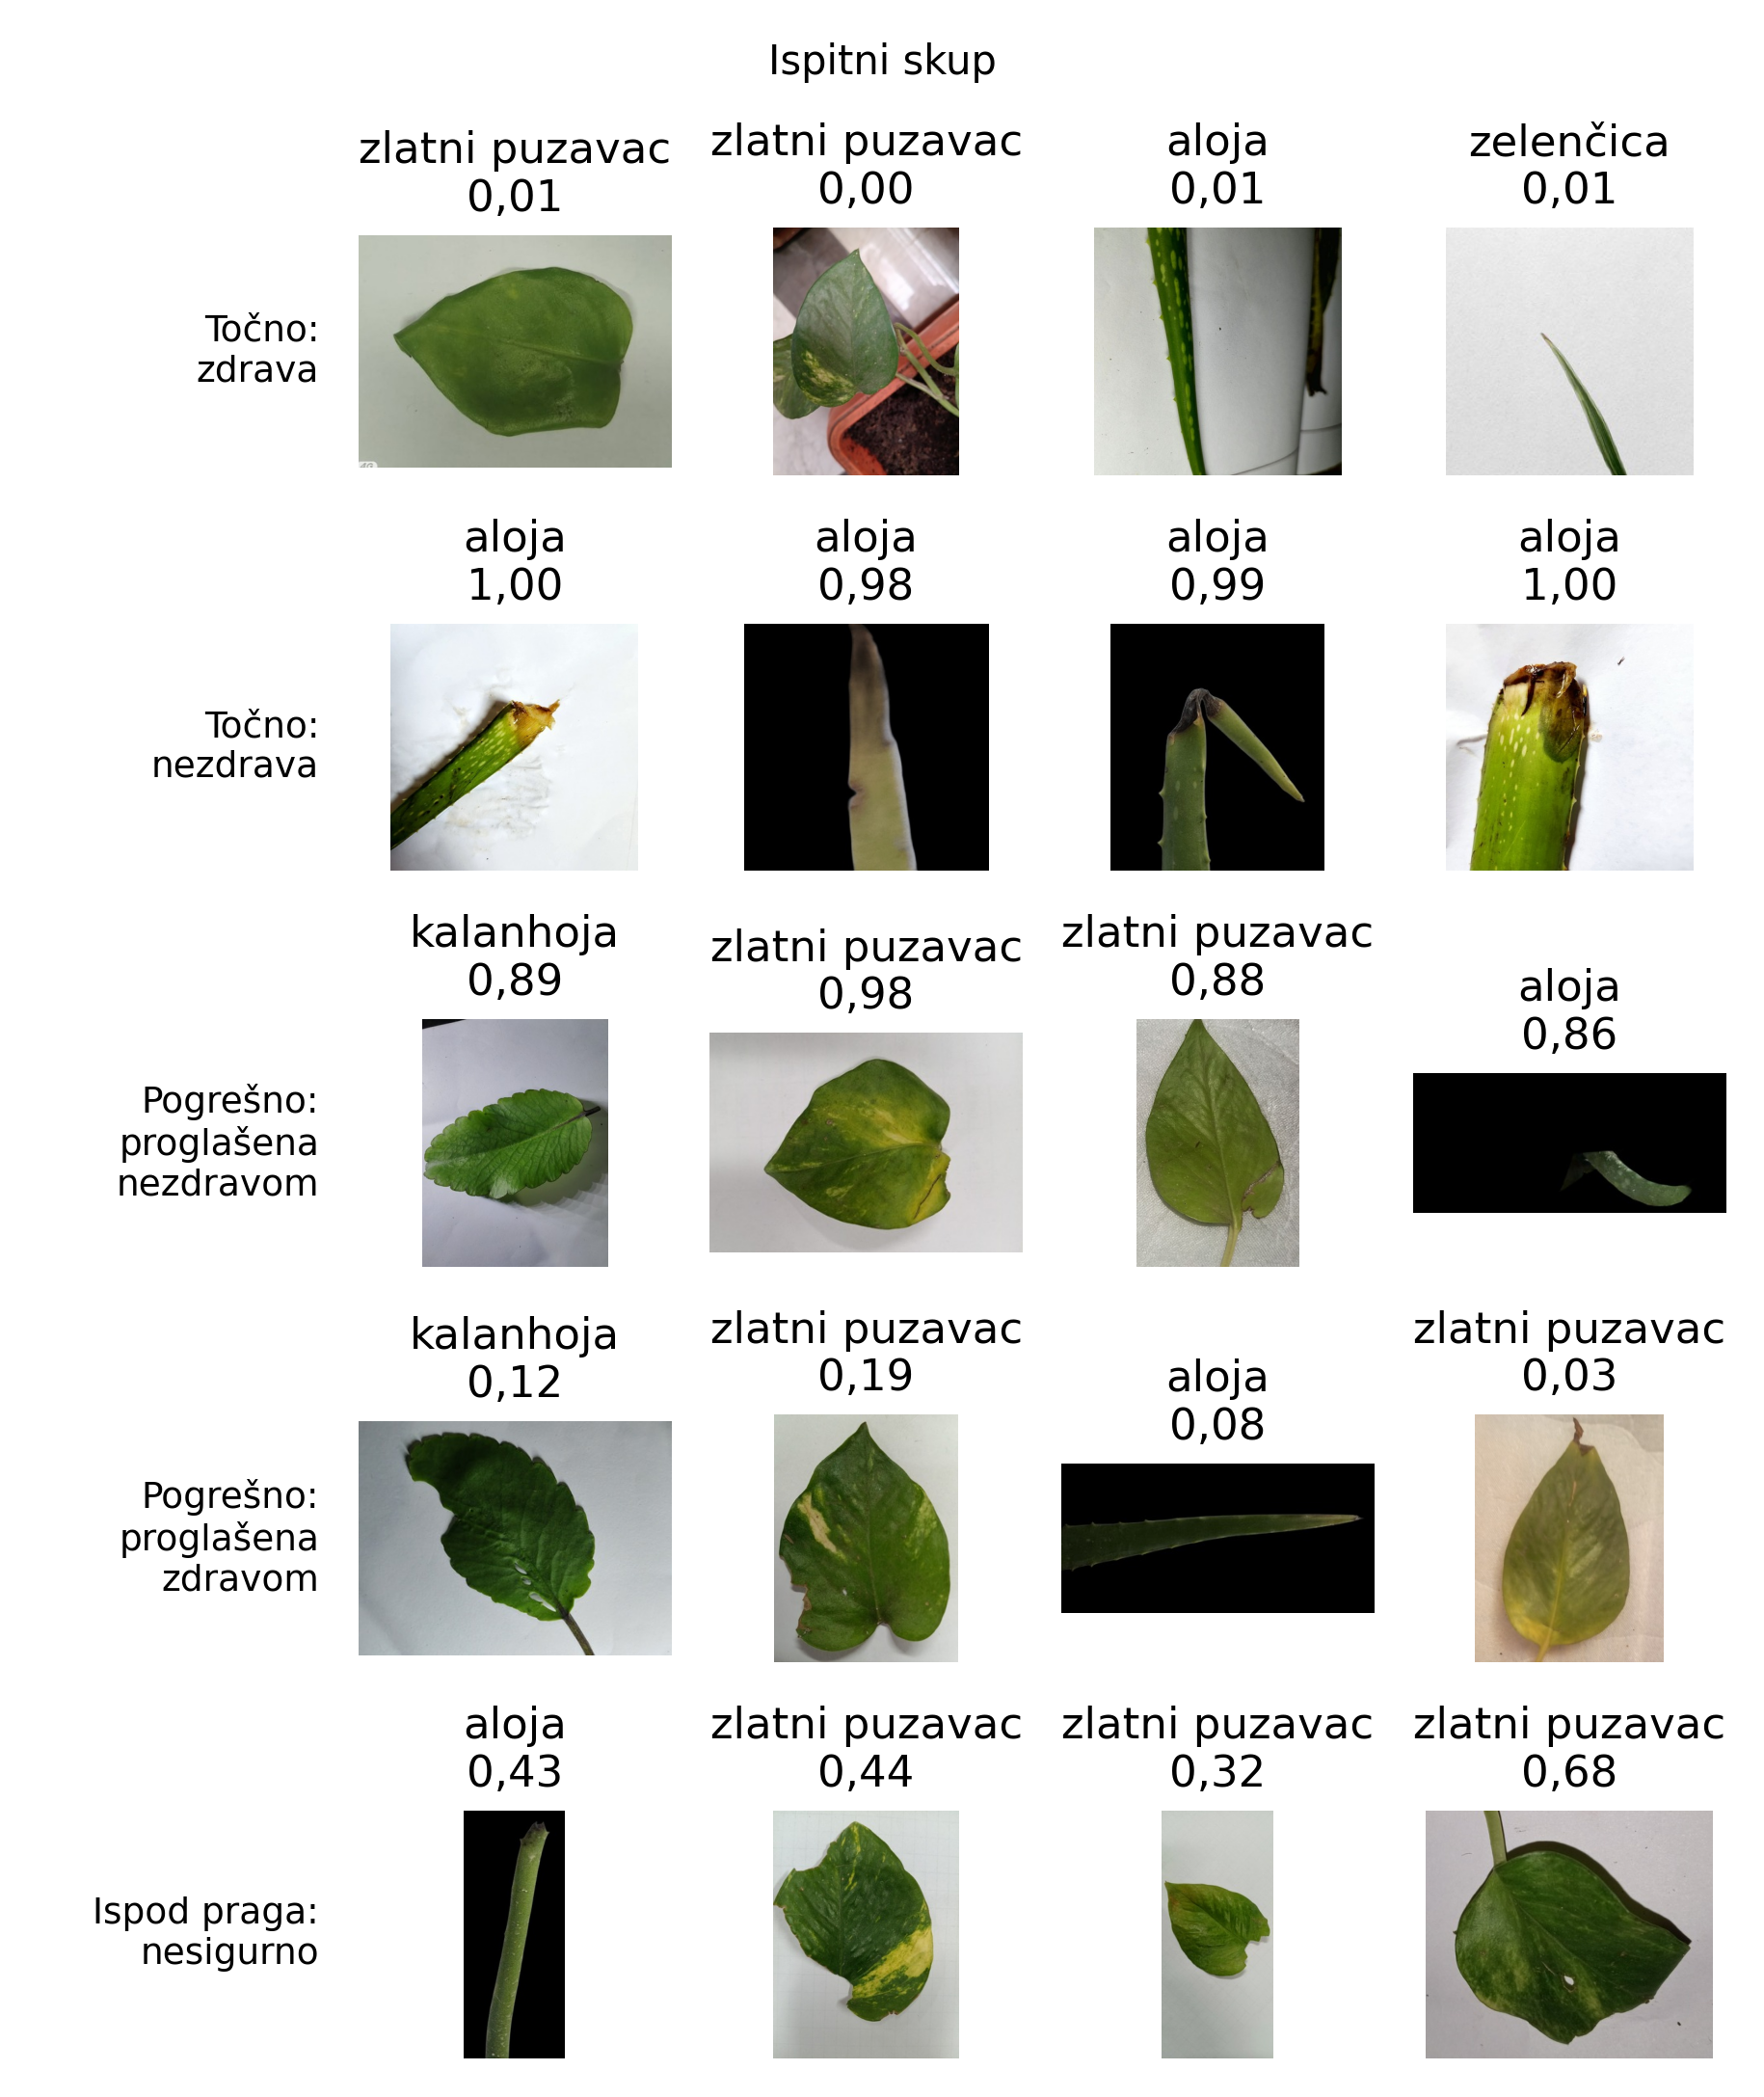 Ispitni skup
zlatni puzavac
0,01
zlatni puzavac
0,00
aloja
0,01
zelenčica
0,01
Točno:
zdrava
aloja
1,00
aloja
0,98
aloja
0,99
aloja
1,00
Točno:
nezdrava
kalanhoja
0,89
zlatni puzavac
0,98
zlatni puzavac
0,88
aloja
0,86
Pogrešno:
proglašena
nezdravom
kalanhoja
0,12
zlatni puzavac
0,19
aloja
0,08
zlatni puzavac
0,03
Pogrešno:
proglašena
zdravom
aloja
0,43
zlatni puzavac
0,44
zlatni puzavac
0,32
zlatni puzavac
0,68
Ispod praga:
nesigurno